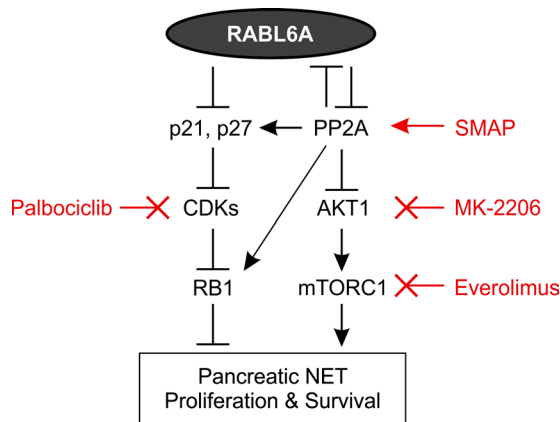 RABL6A
p21, p27
PP2A
SMAP
Palbociclib
CDKs
AKT1
MK-2206
RB1
mTORC1
Everolimus
Pancreatic NET
Proliferation & Survival